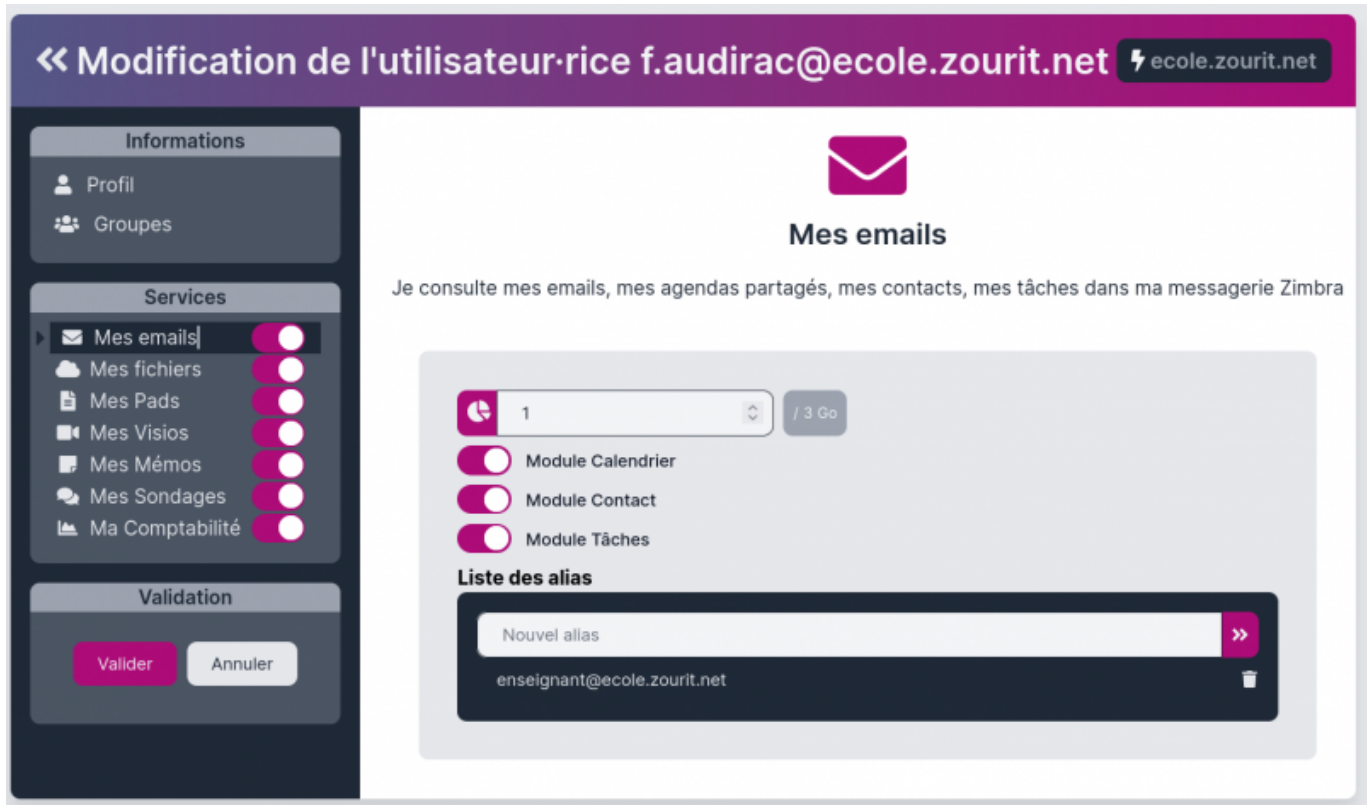 Modification de l'utilisateur·rice f.audirac@ecole.zourit.net ecole.zourit.net
Informations
Profil
Groupes
Services
Mes emails
Mes fichiers
Mes Pads
Mes Visios
Mes Mémos
Mes Sondages
Ma Comptabilité
Validation
Valider Annuler
Mes emails
Je consulte mes emails, mes agendas partagés, mes contacts, mes tâches dans ma messagerie Zimbra
1 / 3 Go
Module Calendrier
Module Contact
Module Tâches
Liste des alias
Nouvel alias
enseignant@ecole.zourit.net